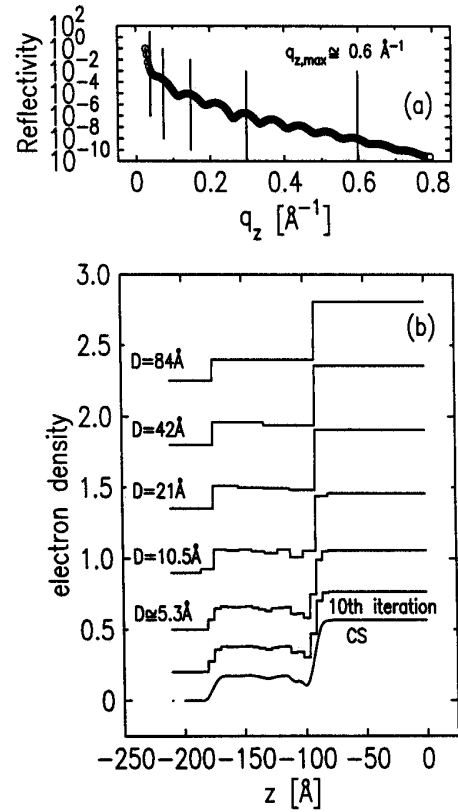 10^2
10^0
10^-2
10^-4
10^-6
10^-8
10^-10
Reflectivity
q_z,max ≅ 0.6 Å^-1
(a)
0 0.2 0.4 0.6 0.8
q_z [Å^-1]
3.0
2.5
2.0
1.5
1.0
0.5
0
electron density
(b)
D=84Å
D=42Å
D=21Å
D=10.5Å
D≅5.3Å
10th iteration
CS
-250 -200 -150 -100 -50 0
z [Å]